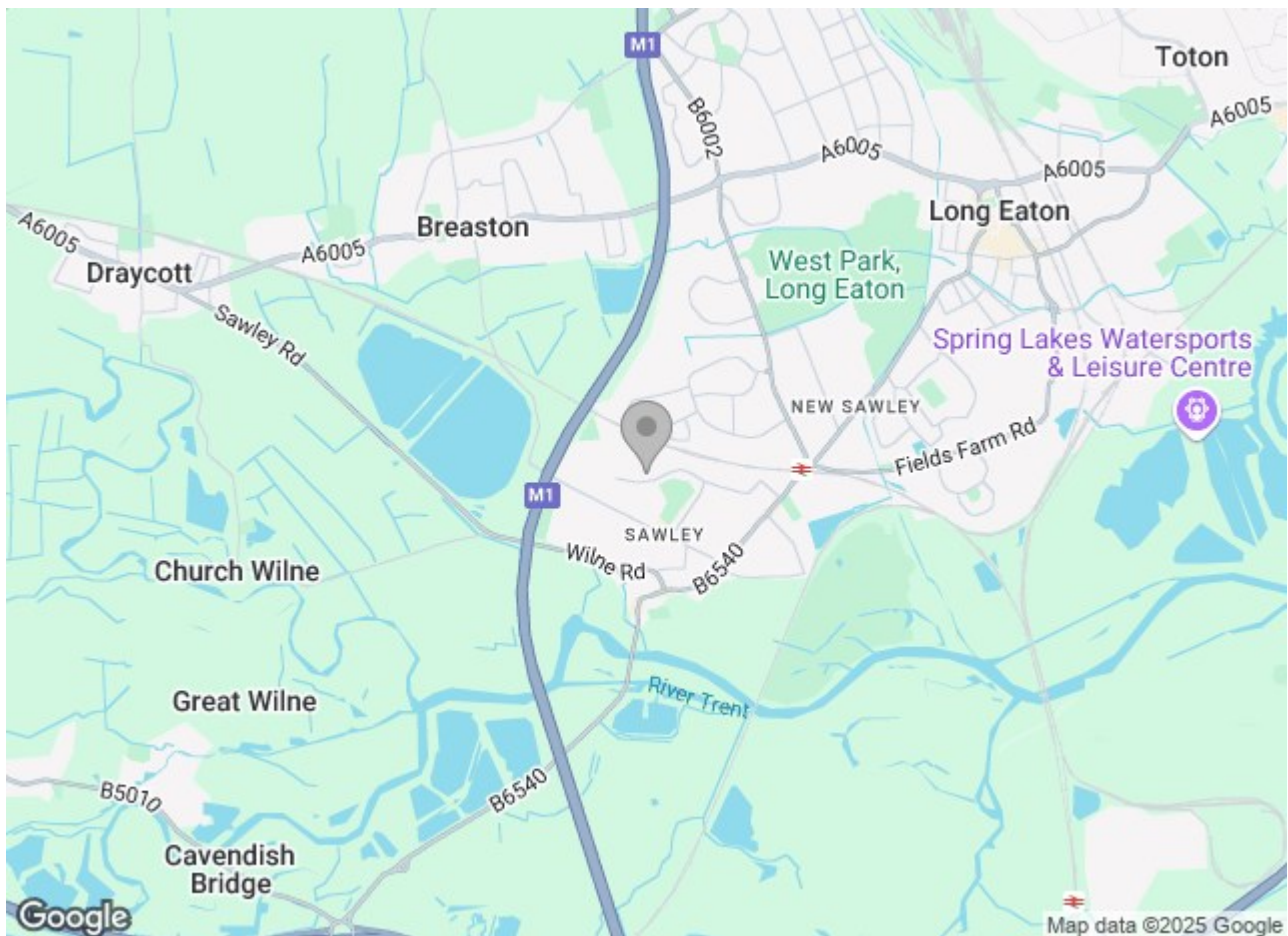 M1
Toton
B6002
A6005
A6005
A6005
Long Eaton
Breaston
A6005
A6005
Draycott
West Park,
Long Eaton
Sawley Rd
Spring Lakes Watersports
& Leisure Centre
NEW SAWLEY
Fields Farm Rd
M1
SAWLEY
Wilne Rd
B6540
Church Wilne
Great Wilne
River Trent
B6540
B5010
Cavendish
Bridge
Google
Map data ©2025 Google